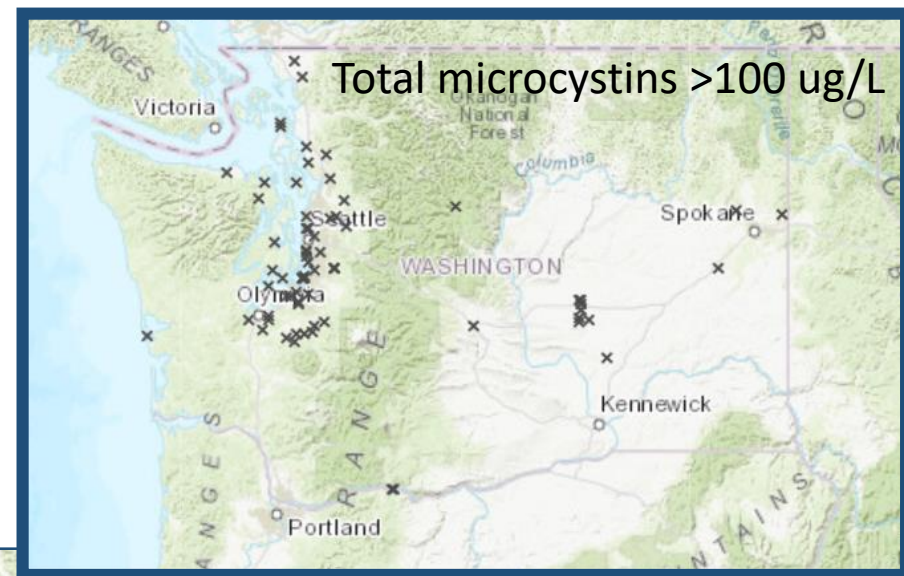 Total microcystins >100 ug/L
RANGES
Victoria
Okanogan
National
Forest
Columbia
Seattle
Spokane
WASHINGTON
Olympia
RANGE
Kennewick
Portland